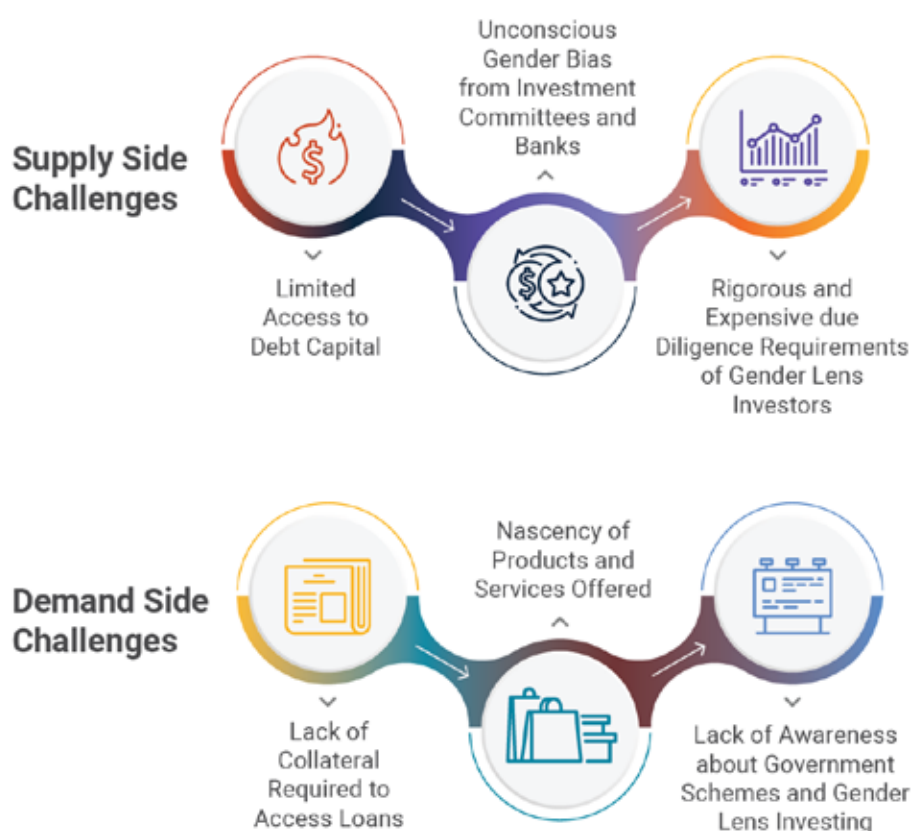 Supply Side
Challenges
Limited
Access to
Debt Capital
Unconscious
Gender Bias
from Investment
Committees and
Banks
Rigorous and
Expensive due
Diligence Requirements
of Gender Lens
Investors
Demand Side
Challenges
Lack of
Collateral
Required to
Access Loans
Nascency of
Products and
Services Offered
Lack of Awareness
about Government
Schemes and Gender
Lens Investing